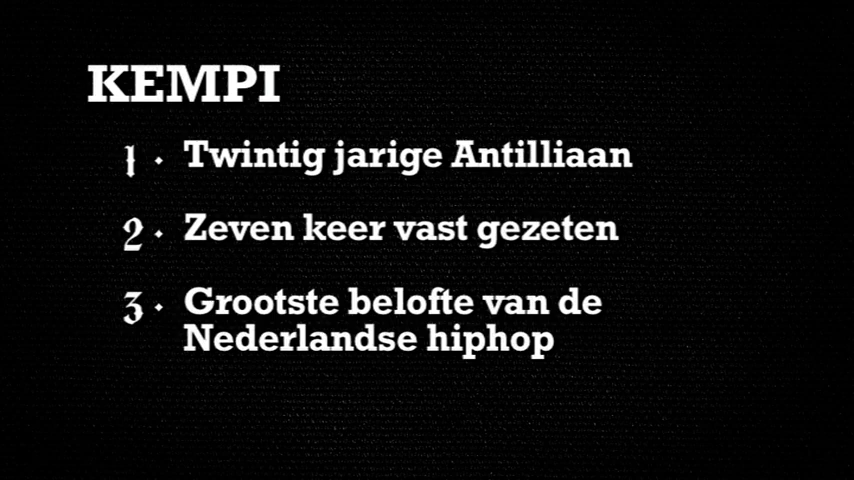 KEMPI
1. Twintig jarige Antilliaan
2. Zeven keer vast gezeten
3. Grootste belofte van de
Nederlandse hiphop